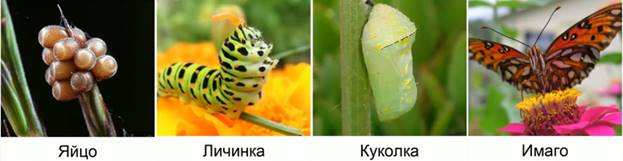 Яйцо
Личинка
Куколка
Имаго